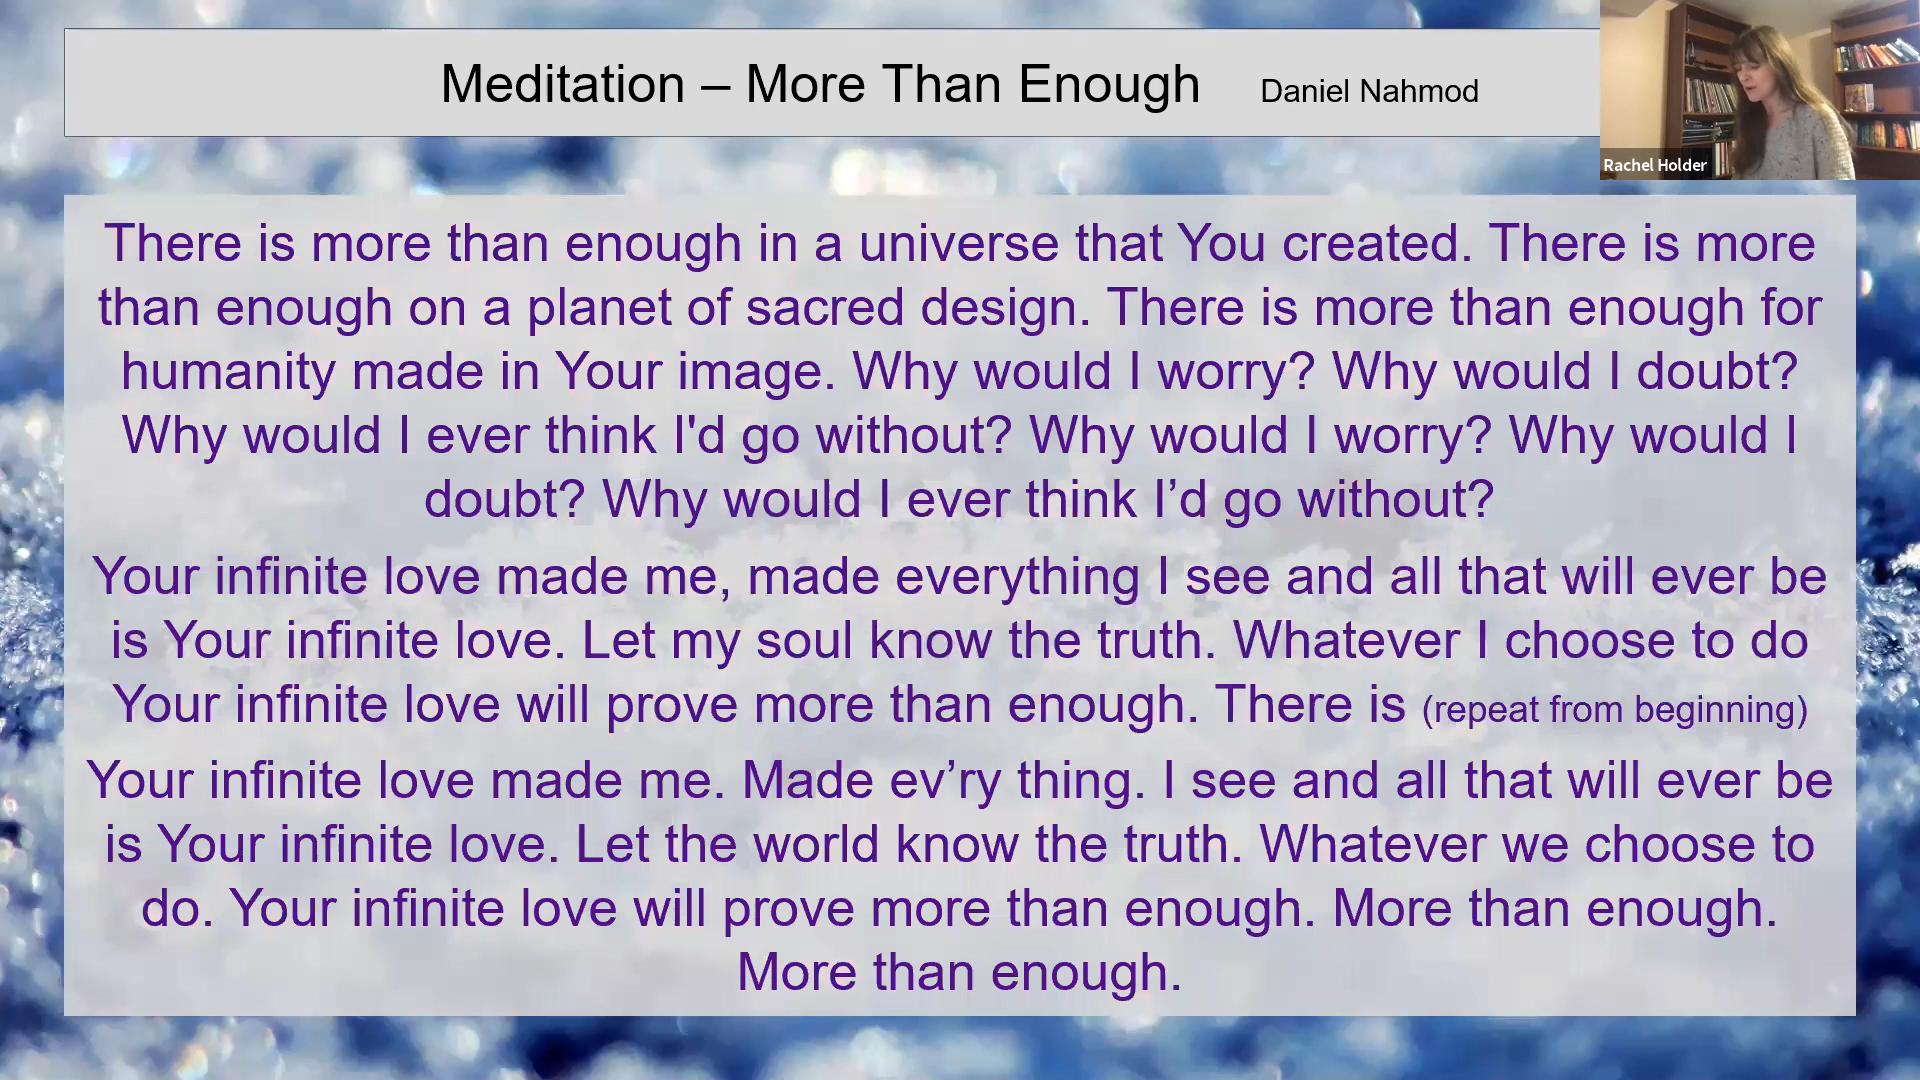 Meditation – More Than Enough Daniel Nahmod
Rachel Holder
There is more than enough in a universe that You created. There is more
than enough on a planet of sacred design. There is more than enough for
humanity made in Your image. Why would I worry? Why would I doubt?
Why would I ever think I'd go without? Why would I worry? Why would I
doubt? Why would I ever think I’d go without?
Your infinite love made me, made everything I see and all that will ever be
is Your infinite love. Let my soul know the truth. Whatever I choose to do
Your infinite love will prove more than enough. There is (repeat from beginning)
Your infinite love made me. Made ev’ry thing. I see and all that will ever be
is Your infinite love. Let the world know the truth. Whatever we choose to
do. Your infinite love will prove more than enough. More than enough.
More than enough.